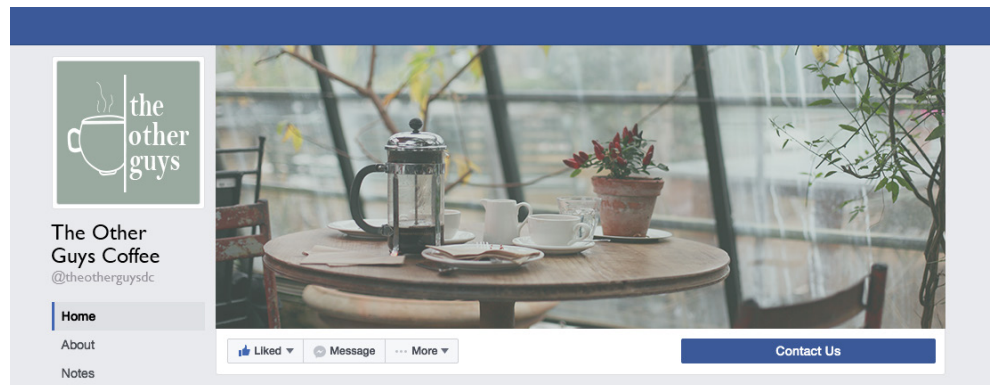 the
other
guys
The Other
Guys Coffee
@theotherguysdc
Home
About
Notes
Liked
Message
More
Contact Us